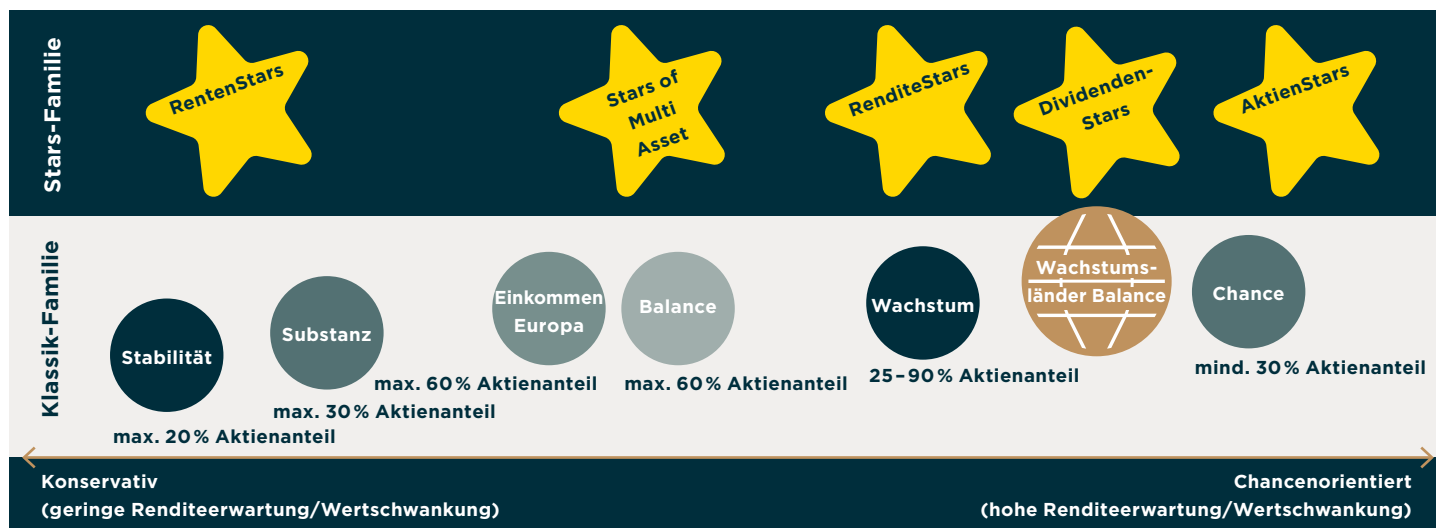 Stars-Familie
RentenStars
Stars of
Multi
Asset
RenditeStars
Dividenden-
Stars
AktienStars
Klassik-Familie
Stabilität
max. 20% Aktienanteil
Substanz
max. 30% Aktienanteil
Einkommen
Europa
max. 60% Aktienanteil
Balance
max. 60% Aktienanteil
Wachstum
25–90% Aktienanteil
Wachstums-
länder Balance
Chance
mind. 30% Aktienanteil
Konservativ
(geringe Renditeerwartung/Wertschwankung)
Chancenorientiert
(hohe Renditeerwartung/Wertschwankung)